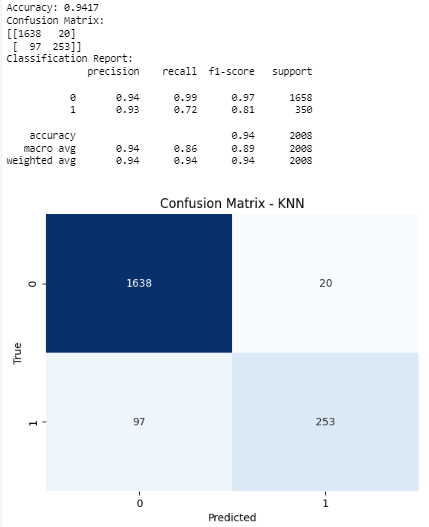 Accuracy: 0.9417
Confusion Matrix:
[[1638   20]
 [  97  253]]
Classification Report:
              precision    recall  f1-score   support

           0       0.94      0.99      0.97      1658
           1       0.93      0.72      0.81       350

    accuracy                           0.94      2008
   macro avg       0.94      0.86      0.89      2008
weighted avg       0.94      0.94      0.94      2008

Confusion Matrix - KNN
0
1638 20
True
1
97 253
0 1
Predicted